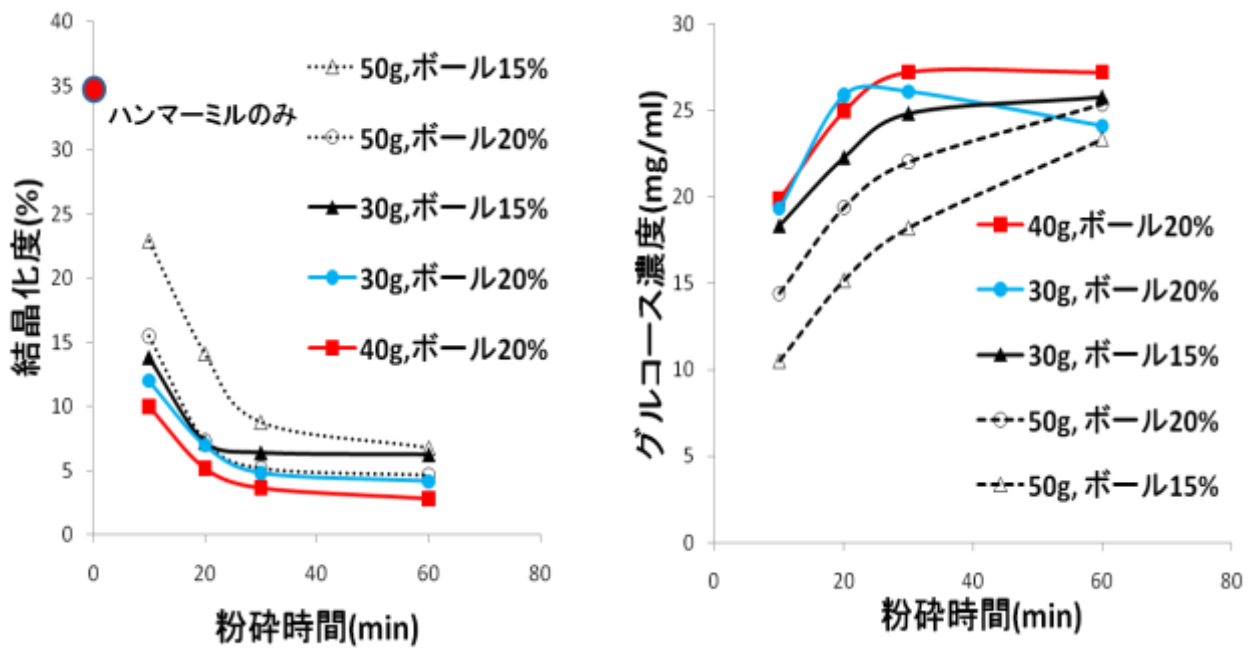 結晶化度(%)
40
35
30
25
20
15
10
5
0
ハンマーミルのみ
50g,ボール15%
50g,ボール20%
30g,ボール15%
30g,ボール20%
40g,ボール20%
0
20
40
60
80
粉砕時間(min)
グルコース濃度(mg/ml)
30
25
20
15
10
5
0
40g,ボール20%
30g, ボール20%
30g, ボール15%
50g, ボール20%
50g, ボール15%
0
20
40
60
80
粉砕時間(min)